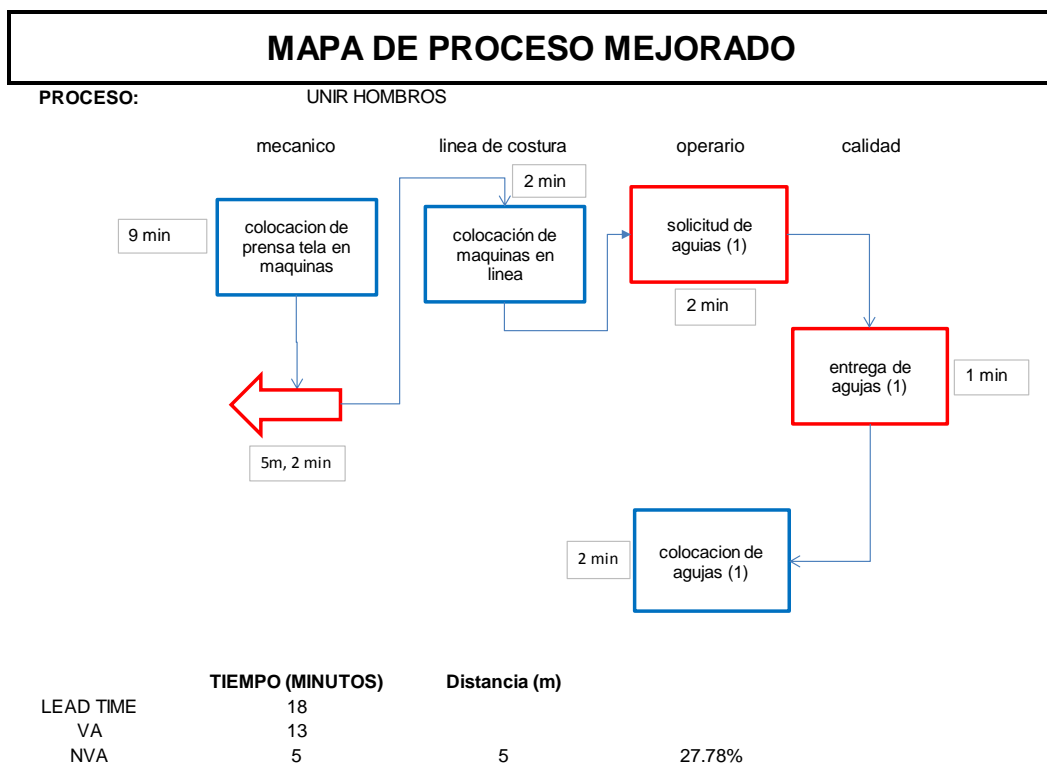 MAPA DE PROCESO MEJORADO
PROCESO: UNIR HOMBROS
mecanico linea de costura operario calidad
2 min
9 min
colocacion de
prensa tela en
maquinas
colocación de
maquinas en
linea
solicitud de
aguias (1)
2 min
entrega de
agujas (1)
1 min
5m, 2 min
2 min
colocacion de
agujas (1)
TIEMPO (MINUTOS) Distancia (m)
LEAD TIME 18
VA 13
NVA 5 5 27.78%